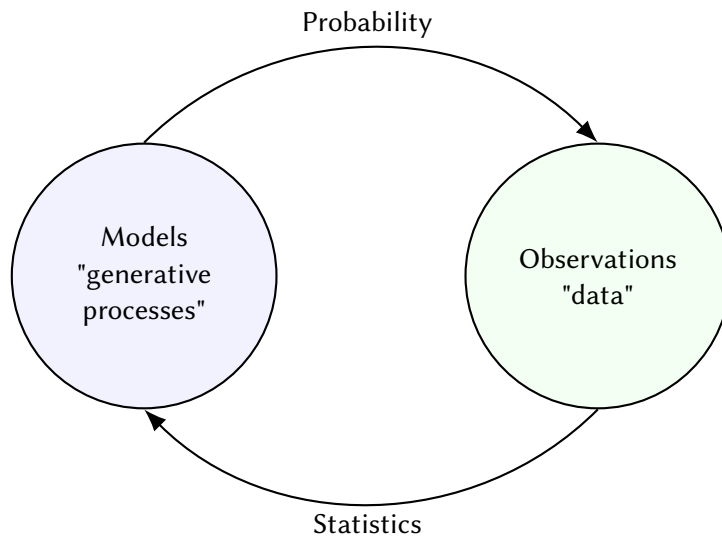 Probability
Models
"generative
processes"
Observations
"data"
Statistics